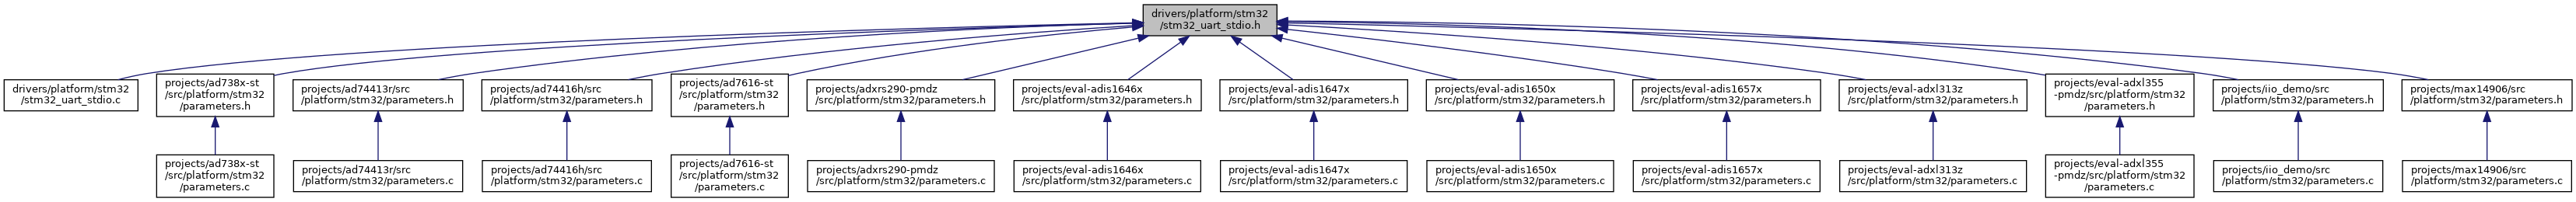 drivers/platform/stm32
/stm32_uart_stdio.h
drivers/platform/stm32
/stm32_uart_stdio.c
projects/ad738x-st
/src/platform/stm32
/parameters.h
projects/ad74413r/src
/platform/stm32/parameters.h
projects/ad74416h/src
/platform/stm32/parameters.h
projects/ad7616-st
/src/platform/stm32
/parameters.h
projects/adxrs290-pmdz
/src/platform/stm32/parameters.h
projects/eval-adis1646x
/src/platform/stm32/parameters.h
projects/eval-adis1647x
/src/platform/stm32/parameters.h
projects/eval-adis1650x
/src/platform/stm32/parameters.h
projects/eval-adis1657x
/src/platform/stm32/parameters.h
projects/eval-adxl313z
/src/platform/stm32/parameters.h
projects/eval-adxl355
-pmdz/src/platform/stm32
/parameters.h
projects/iio_demo/src
/platform/stm32/parameters.h
projects/max14906/src
/platform/stm32/parameters.h
projects/ad738x-st
/src/platform/stm32
/parameters.c
projects/ad74413r/src
/platform/stm32/parameters.c
projects/ad74416h/src
/platform/stm32/parameters.c
projects/ad7616-st
/src/platform/stm32
/parameters.c
projects/adxrs290-pmdz
/src/platform/stm32/parameters.c
projects/eval-adis1646x
/src/platform/stm32/parameters.c
projects/eval-adis1647x
/src/platform/stm32/parameters.c
projects/eval-adis1650x
/src/platform/stm32/parameters.c
projects/eval-adis1657x
/src/platform/stm32/parameters.c
projects/eval-adxl313z
/src/platform/stm32/parameters.c
projects/eval-adxl355
-pmdz/src/platform/stm32
/parameters.c
projects/iio_demo/src
/platform/stm32/parameters.c
projects/max14906/src
/platform/stm32/parameters.c